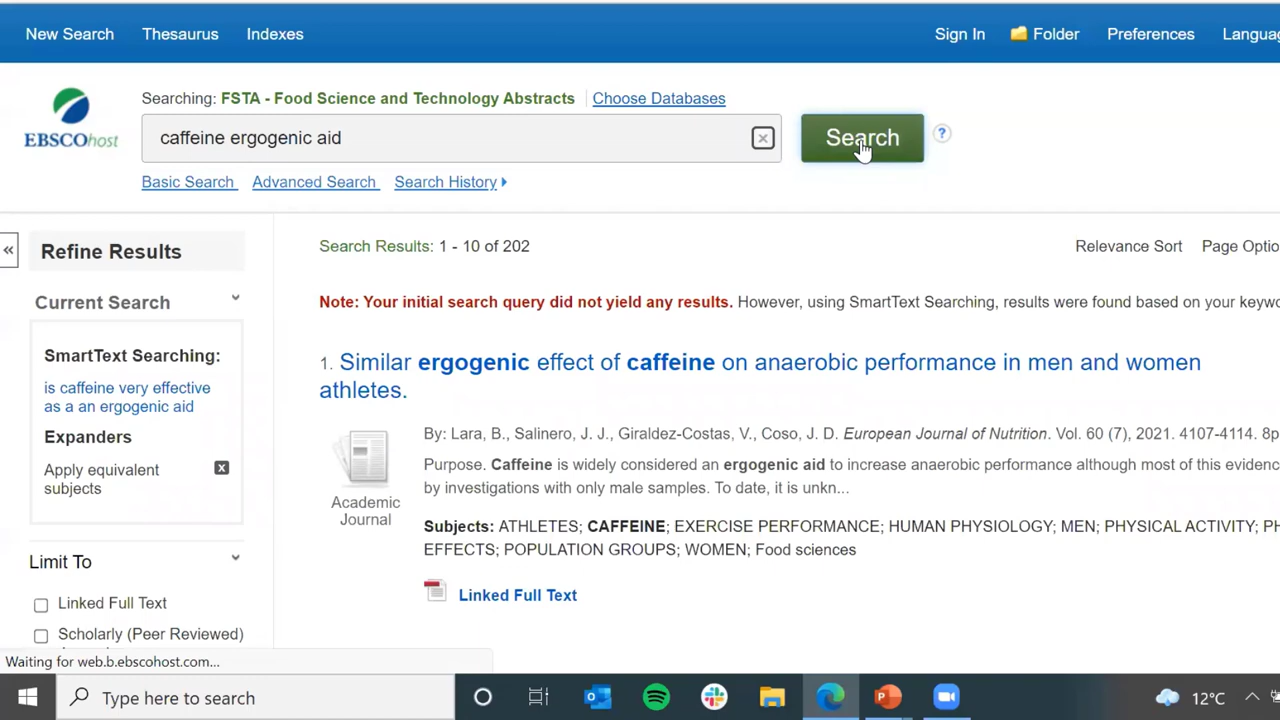 New Search Thesaurus Indexes Sign In Folder Preferences Langua
Searching: FSTA - Food Science and Technology Abstracts Choose Databases
EBSCOhost
caffeine ergogenic aid
Search
?
Basic Search Advanced Search Search History
«
Refine Results
Search Results: 1 - 10 of 202
Relevance Sort Page Optio
Current Search
Note: Your initial search query did not yield any results. However, using SmartText Searching, results were found based on your keywo
SmartText Searching:
is caffeine very effective
as a an ergogenic aid
Expanders
Apply equivalent
subjects
1. Similar ergogenic effect of caffeine on anaerobic performance in men and women
athletes.
Academic
Journal
By: Lara, B., Salinero, J. J., Giraldez-Costas, V., Coso, J. D. European Journal of Nutrition. Vol. 60 (7), 2021. 4107-4114. 8p
Purpose. Caffeine is widely considered an ergogenic aid to increase anaerobic performance although most of this evidenc
by investigations with only male samples. To date, it is unkn...
Subjects: ATHLETES; CAFFEINE; EXERCISE PERFORMANCE; HUMAN PHYSIOLOGY; MEN; PHYSICAL ACTIVITY; PH
EFFECTS; POPULATION GROUPS; WOMEN; Food sciences
Linked Full Text
Limit To
Linked Full Text
Scholarly (Peer Reviewed)
Waiting for web.b.ebscohost.com...
Type here to search
12°C